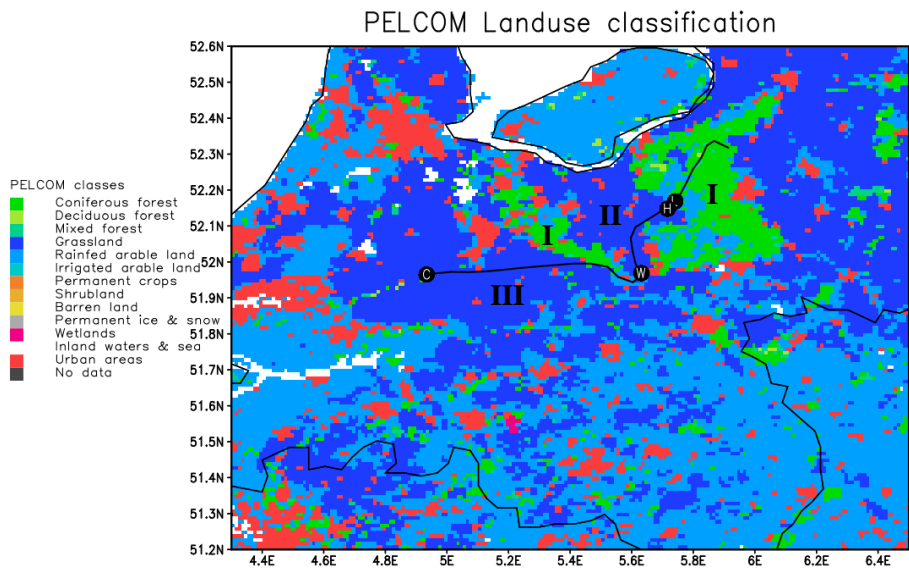 PELCOM Landuse classification
52.6N
52.5N
52.4N
52.3N
52.2N
52.1N
52N
51.9N
51.8N
51.7N
51.6N
51.5N
51.4N
51.3N
51.2N
4.4E 4.6E 4.8E 5E 5.2E 5.4E 5.6E 5.8E 6E 6.2E 6.4E
PELCOM classes
Coniferous forest
Deciduous forest
Mixed forest
Grassland
Rainfed arable land
Irrigated arable land
Permanent crops
Shrubland
Barren land
Permanent ice & snow
Wetlands
Inland waters & sea
Urban areas
No data
I
L
H
II
I
C
W
III